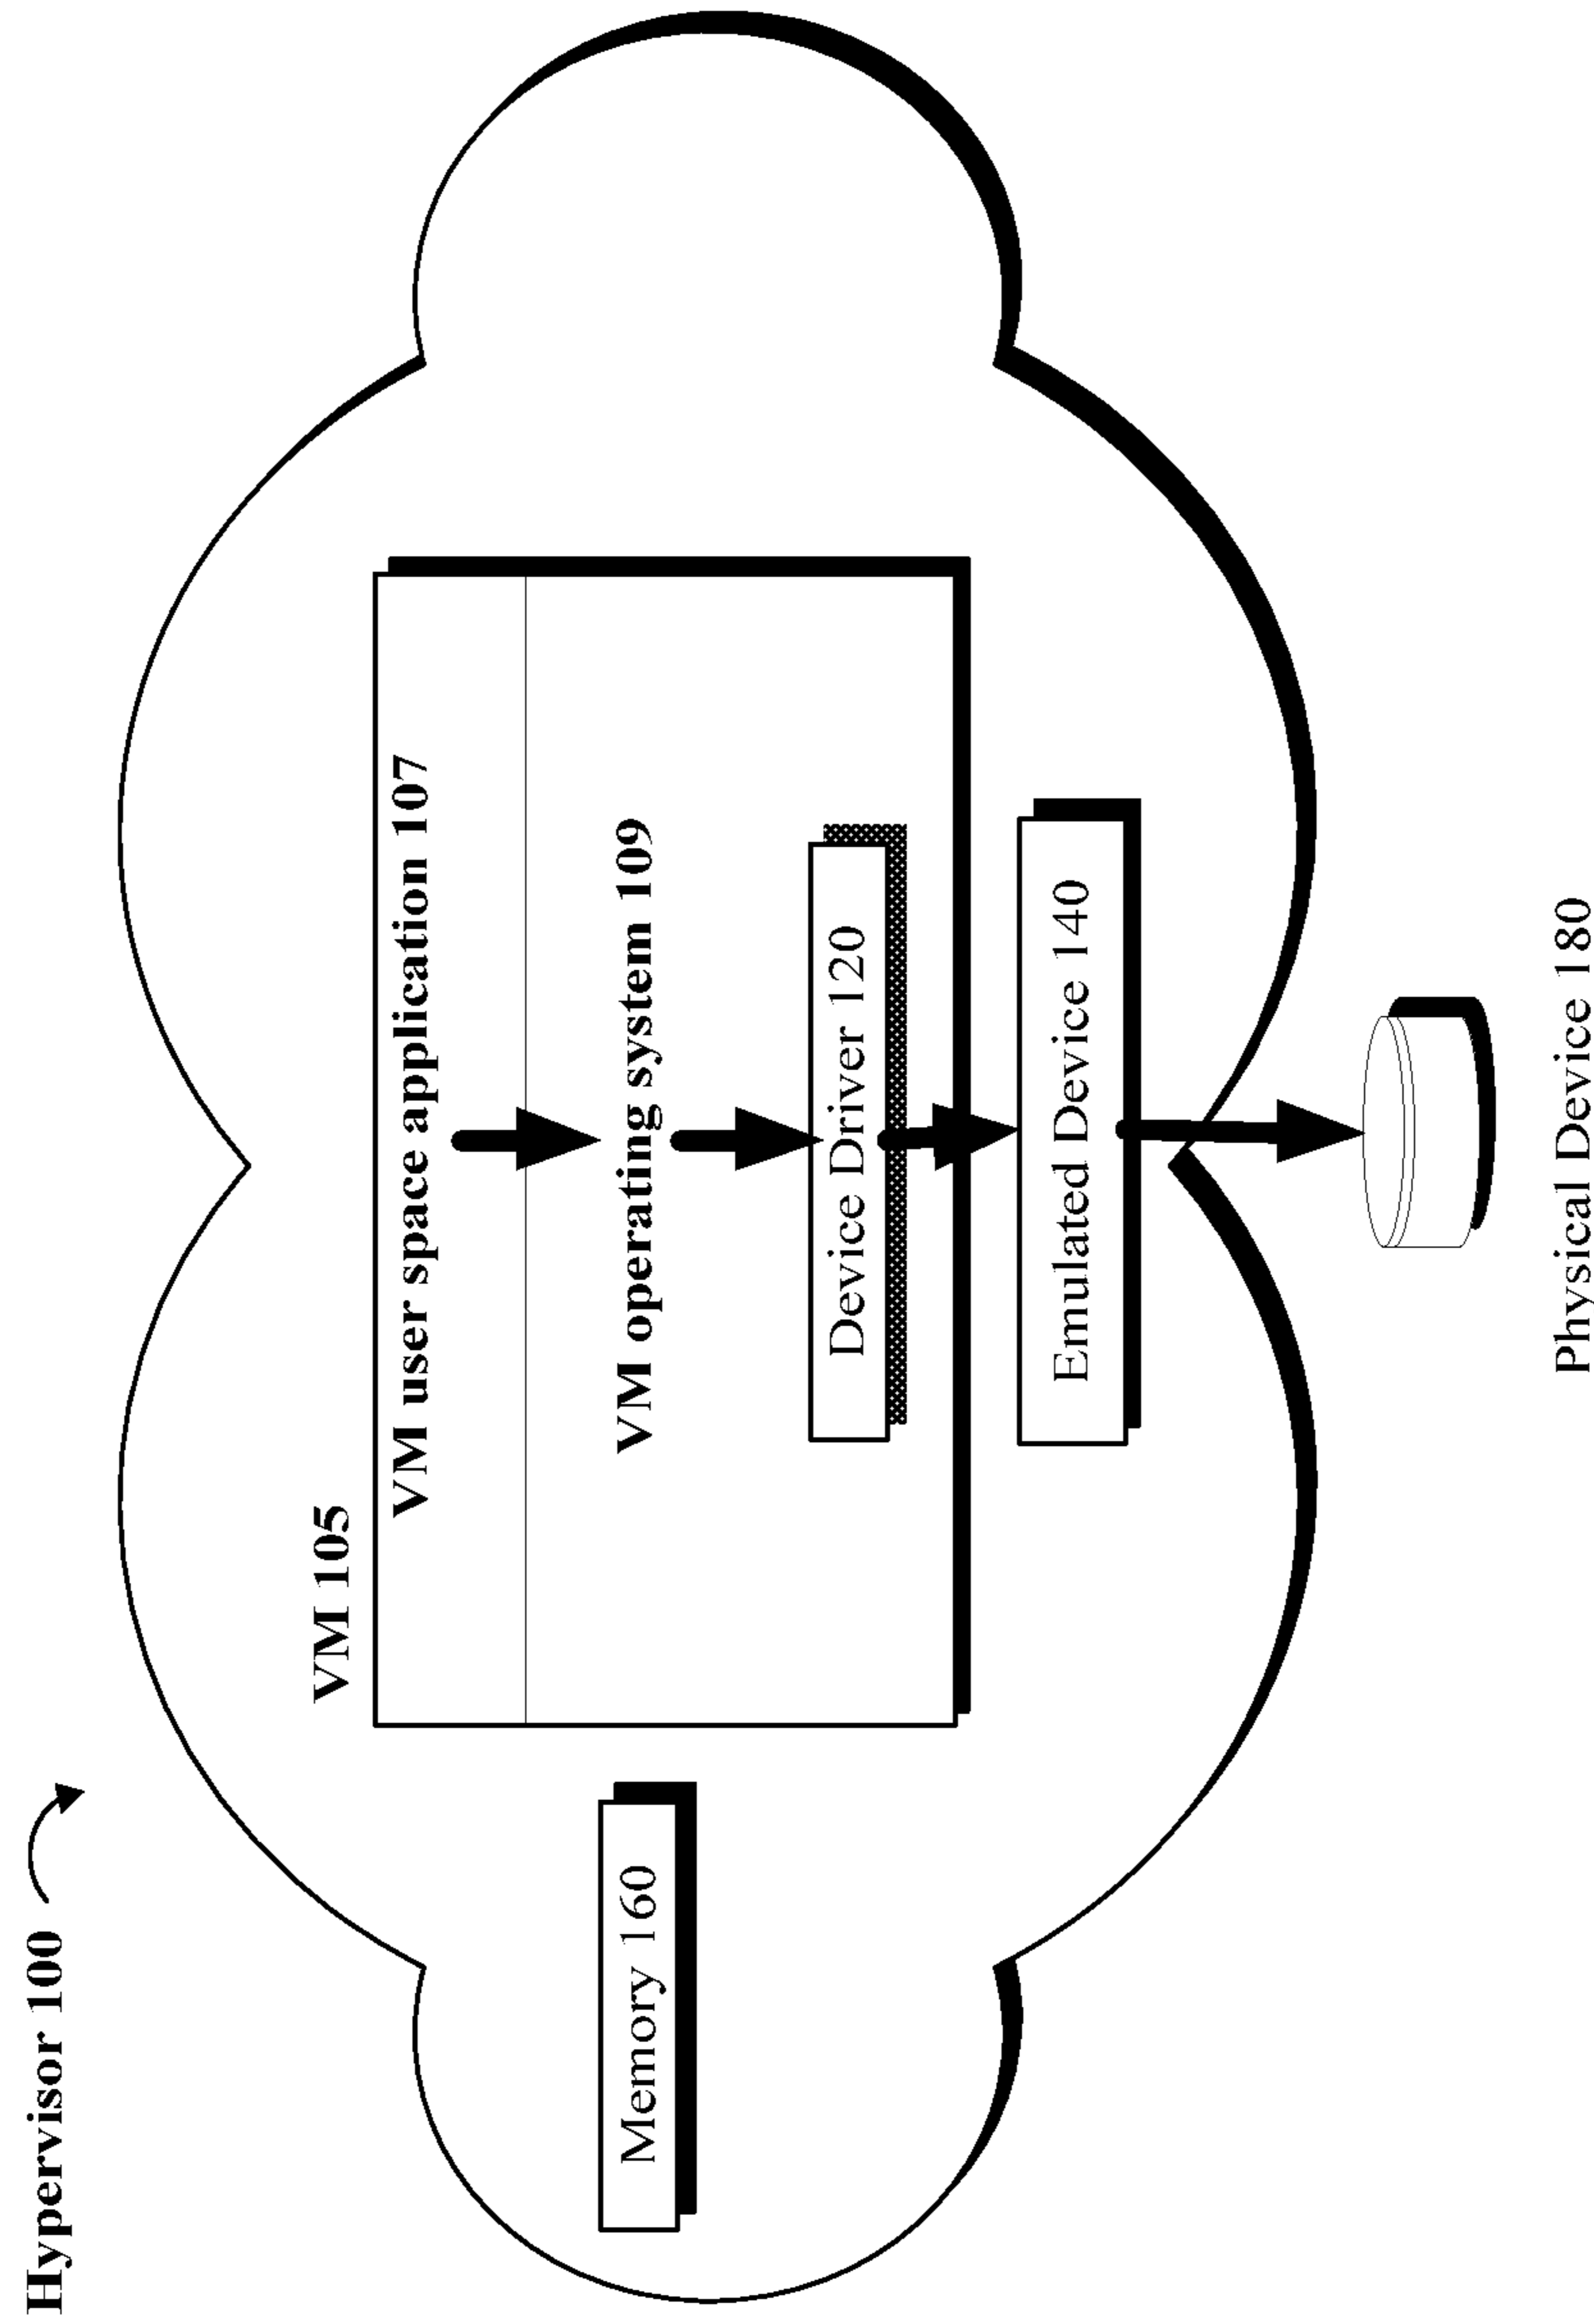 Hypervisor 100
VM 105
VM user space application 107
VM operating system 109
Memory 160
Device Driver 120
Emulated Device 140
Physical Device 180